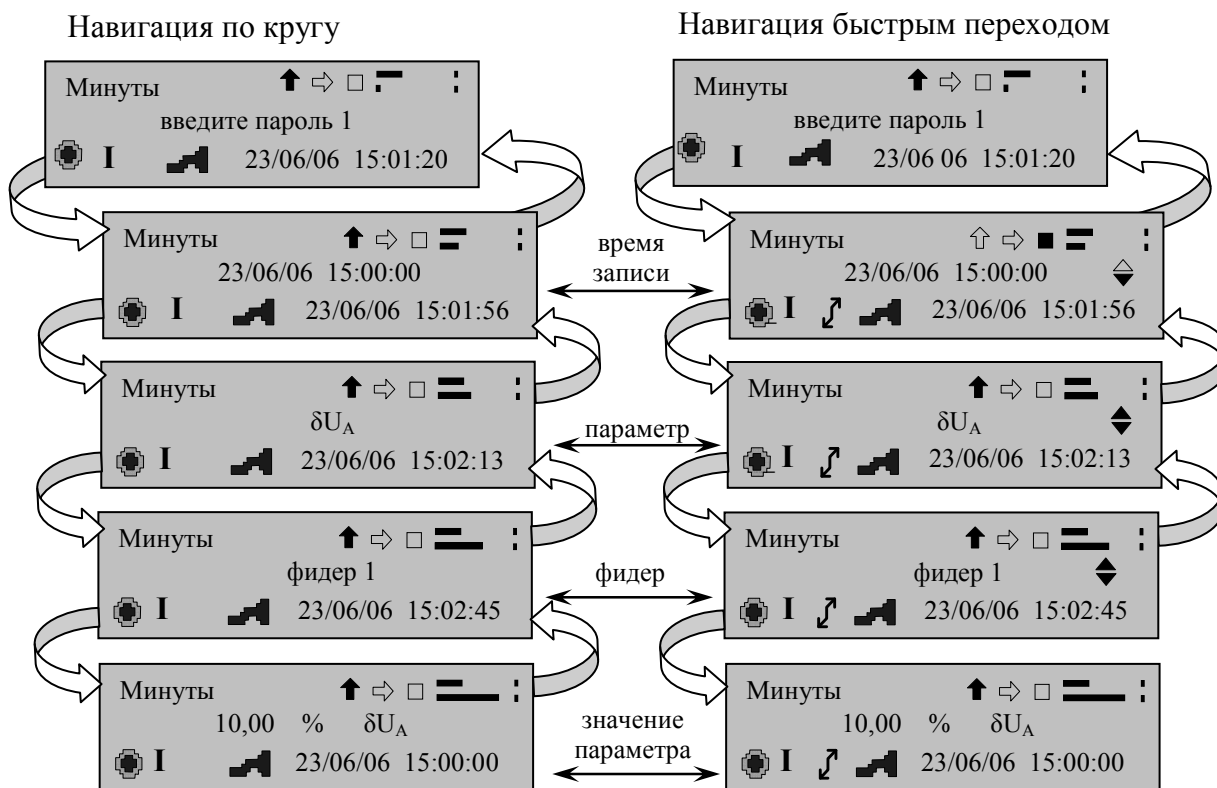 Навигация по кругу
Минуты
введите пароль 1
I 23/06/06 15:01:20
Минуты
23/06/06 15:00:00
I 23/06/06 15:01:56
Минуты
δUA
I 23/06/06 15:02:13
Минуты
фидер 1
I 23/06/06 15:02:45
Минуты
10,00 % δUA
I 23/06/06 15:00:00
время
записи
параметр
фидер
значение
параметра
Навигация быстрым переходом
Минуты
введите пароль 1
I 23/06 06 15:01:20
Минуты
23/06/06 15:00:00
I 23/06/06 15:01:56
Минуты
δUA
I 23/06/06 15:02:13
Минуты
фидер 1
I 23/06/06 15:02:45
Минуты
10,00 % δUA
I 23/06/06 15:00:00